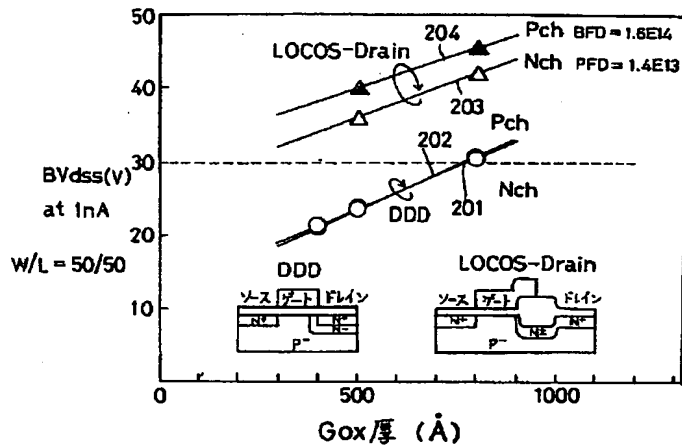 50
40
30
20
10
0
500
1000
BVdss(v)
at 1nA
W/L = 50/50
LOCOS-Drain
204
Pch BFD = 1.6E14
Nch PFD = 1.4E13
203
Pch
202
Nch
201
DDD
DDD
ソース ゲート ドレイン
N+ N+
N-
P-
LOCOS-Drain
ソース ゲート ドレイン
N+ N± N+
P-
Gox厚 (Å)